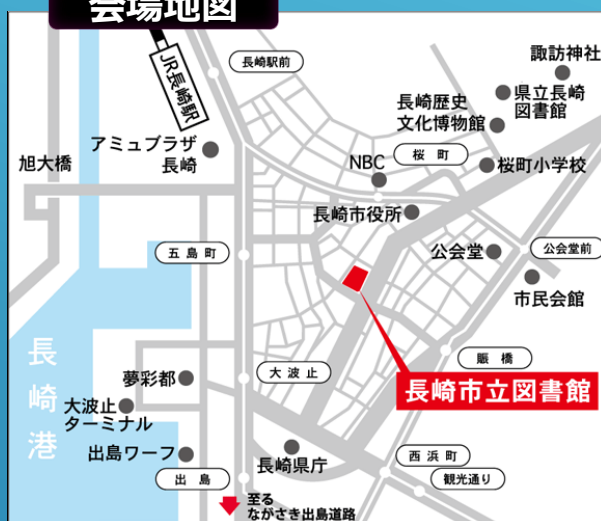 会場地図
JR長崎駅
長崎駅前
諏訪神社
県立長崎
図書館
長崎歴史
文化博物館
アミュプラザ
長崎
旭大橋
NBC
桜町
桜町小学校
長崎市役所
五島町
公会堂
公会堂前
市民会館
長崎港
賑橋
夢彩都
大波止
長崎市立図書館
大波止
ターミナル
出島ワーフ
長崎県庁
西浜町
出島
観光通り
至る
ながさき出島道路